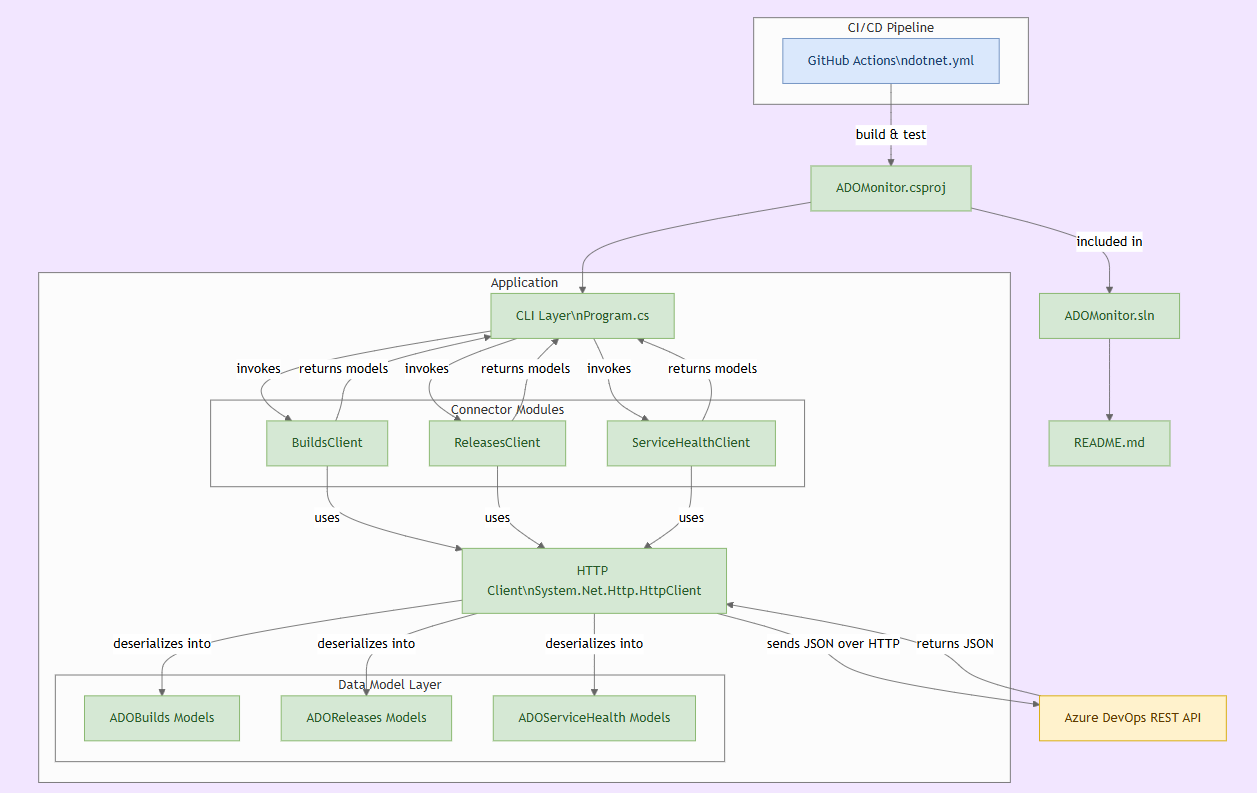 CI/CD Pipeline
GitHub Actions\ndotnet.yml
build & test
ADOMonitor.csproj
included in
Application
CLI Layer\nProgram.cs
ADOMonitor.sln
invokes
returns models
invokes
returns models
invokes
returns models
Connector Modules
BuildsClient
ReleasesClient
ServiceHealthClient
README.md
uses
uses
uses
HTTP
Client\nSystem.Net.Http.HttpClient
deserializes into
deserializes into
deserializes into
sends JSON over HTTP
returns JSON
Data Model Layer
ADOBuilds Models
ADOReleases Models
ADOServiceHealth Models
Azure DevOps REST API